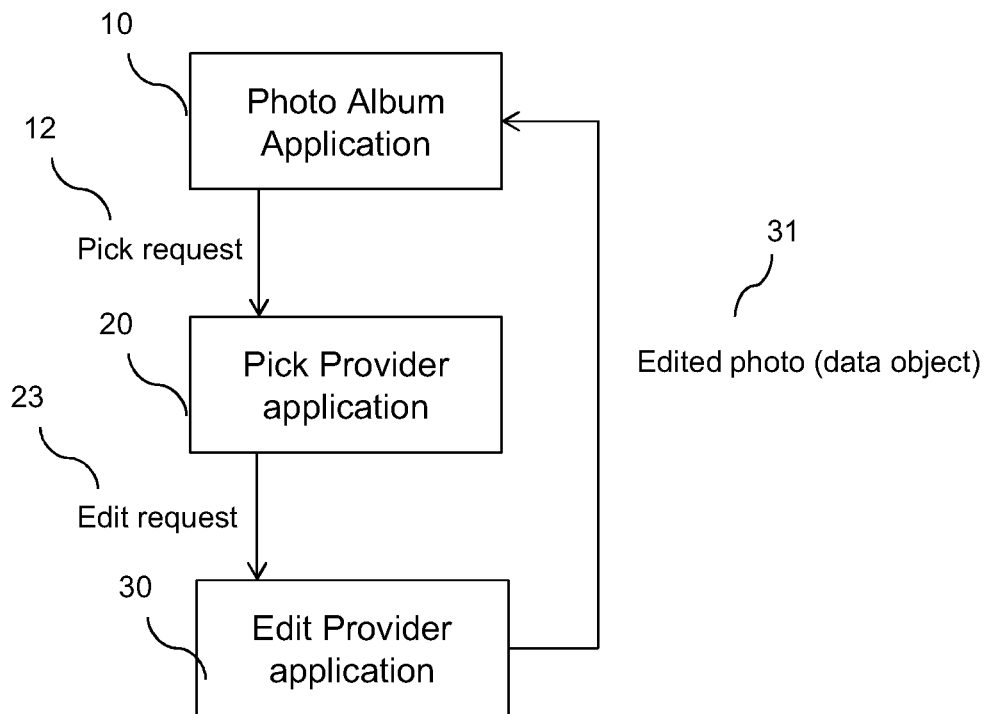 10
Photo Album
Application
12
Pick request
31
Edited photo (data object)
20
Pick Provider
application
23
Edit request
30
Edit Provider
application